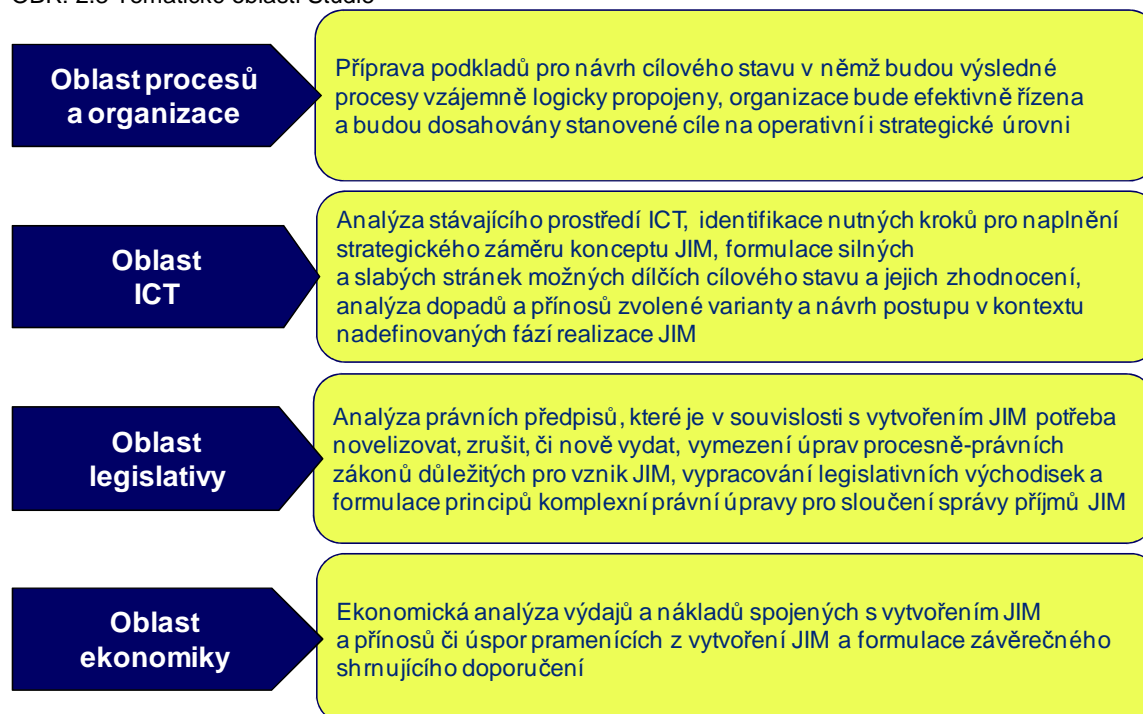 OBR. 2.3 Tématické oblasti Studie
Oblast procesů
a organizace
Příprava podkladů pro návrh cílového stavu v němž budou výsledné
procesy vzájemně logicky propojeny, organizace bude efektivně řízena
a budou dosahovány stanovené cíle na operativní i strategické úrovni
Oblast
ICT
Analýza stávajícího prostředí ICT, identifikace nutných kroků pro naplnění
strategického záměru konceptu JIM, formulace silných
a slabých stránek možných dílčích cílového stavu a jejich zhodnocení,
analýza dopadů a přínosů zvolené varianty a návrh postupu v kontextu
nadefinovaných fází realizace JIM
Oblast
legislativy
Analýza právních předpisů, které je v souvislosti s vytvořením JIM potřeba
novelizovat, zrušit, či nově vydat, vymezení úprav procesně-právních
zákonů důležitých pro vznik JIM, vypracování legislativních východisek a
formulace principů komplexní právní úpravy pro sloučení správy příjmů JIM
Oblast
ekonomiky
Ekonomická analýza výdajů a nákladů spojených s vytvořením JIM
a přínosů či úspor pramenících z vytvoření JIM a formulace závěrečného
shrnujícího doporučení